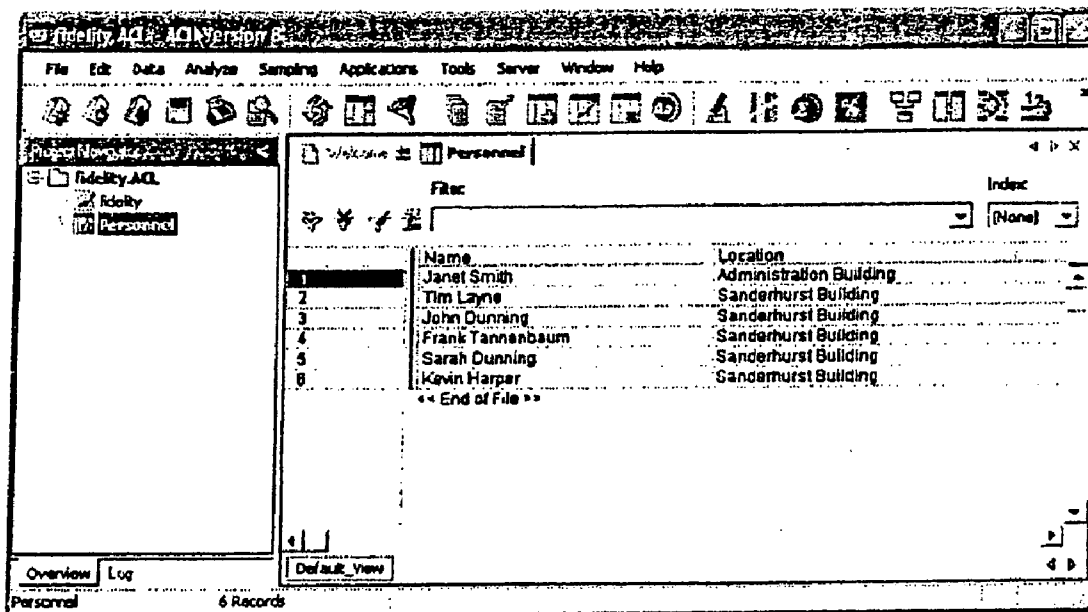 fidelity.ACL - ACL Version 8
File Edit Data Analyze Sampling Applications Tools Server Window Help
Project Navigator
Welcome Personnel
fidelity.ACL
fidelity
Personnel
Filter: Index:
(None)
Name Location
1 Janet Smith Administration Building
2 Tim Layne Sanderhurst Building
3 John Dunning Sanderhurst Building
4 Frank Tannenbaum Sanderhurst Building
5 Sarah Dunning Sanderhurst Building
6 Kevin Harper Sanderhurst Building
<< End of File >>
Overview Log
Default_View
Personnel 6 Records